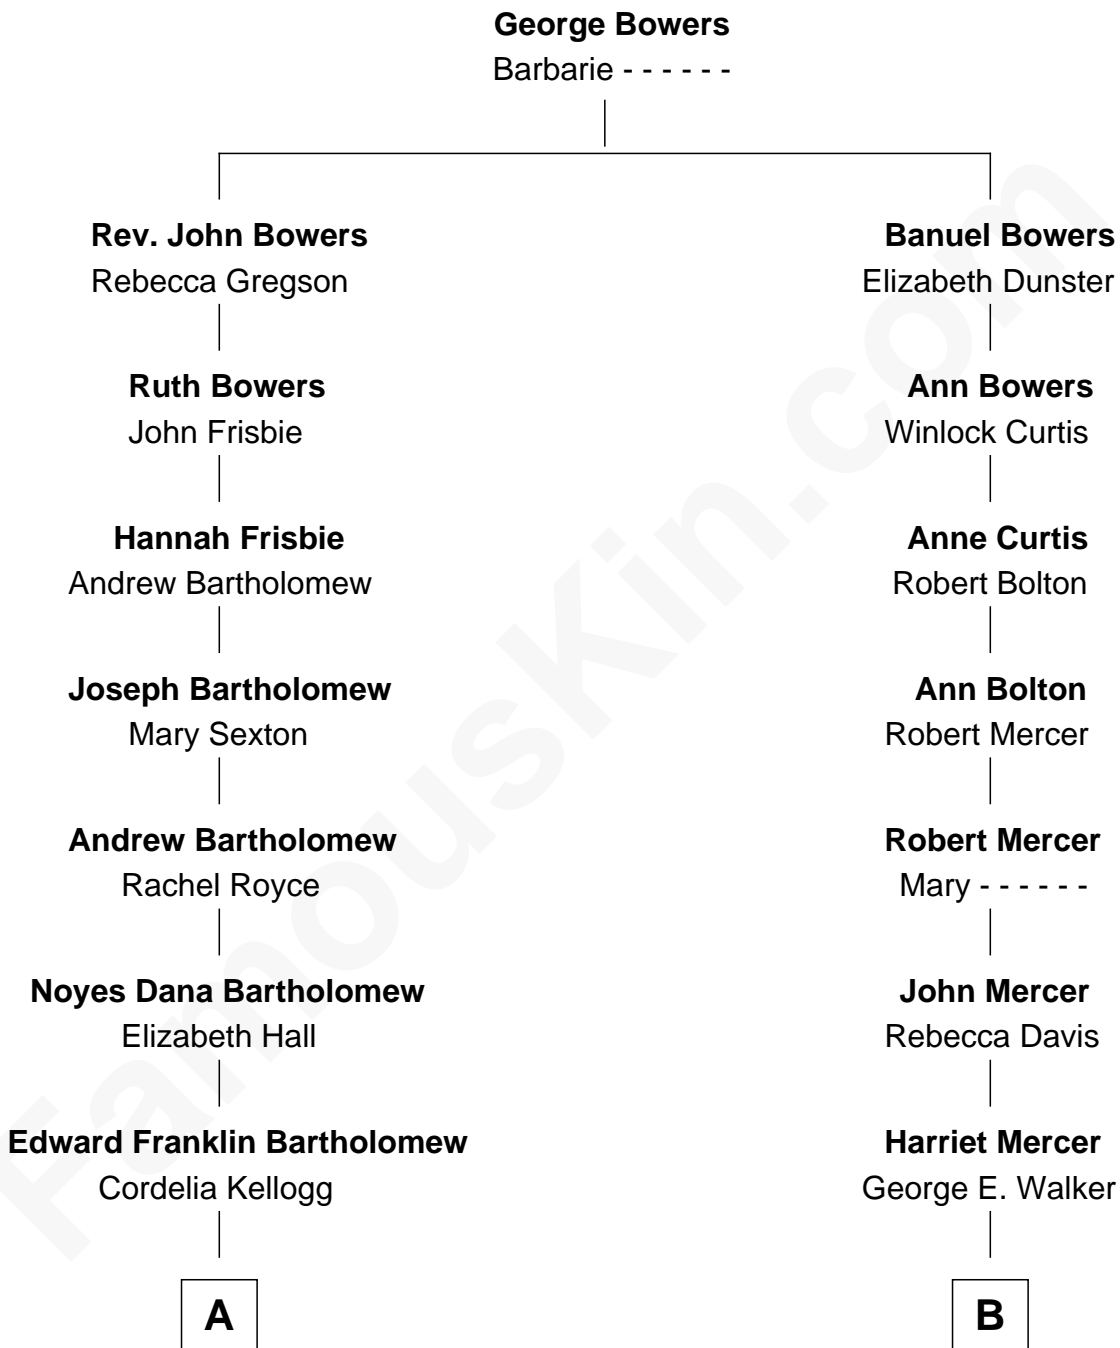 George Bowers
Barbarie - - - - - -
Rev. John Bowers
Rebecca Gregson
Banuel Bowers
Elizabeth Dunster
Ruth Bowers
John Frisbie
Ann Bowers
Winlock Curtis
Hannah Frisbie
Andrew Bartholomew
Anne Curtis
Robert Bolton
Joseph Bartholomew
Mary Sexton
Ann Bolton
Robert Mercer
Andrew Bartholomew
Rachel Royce
Robert Mercer
Mary - - - - - -
Noyes Dana Bartholomew
Elizabeth Hall
John Mercer
Rebecca Davis
Edward Franklin Bartholomew
Cordelia Kellogg
Harriet Mercer
George E. Walker
A
B
FamousKin.com